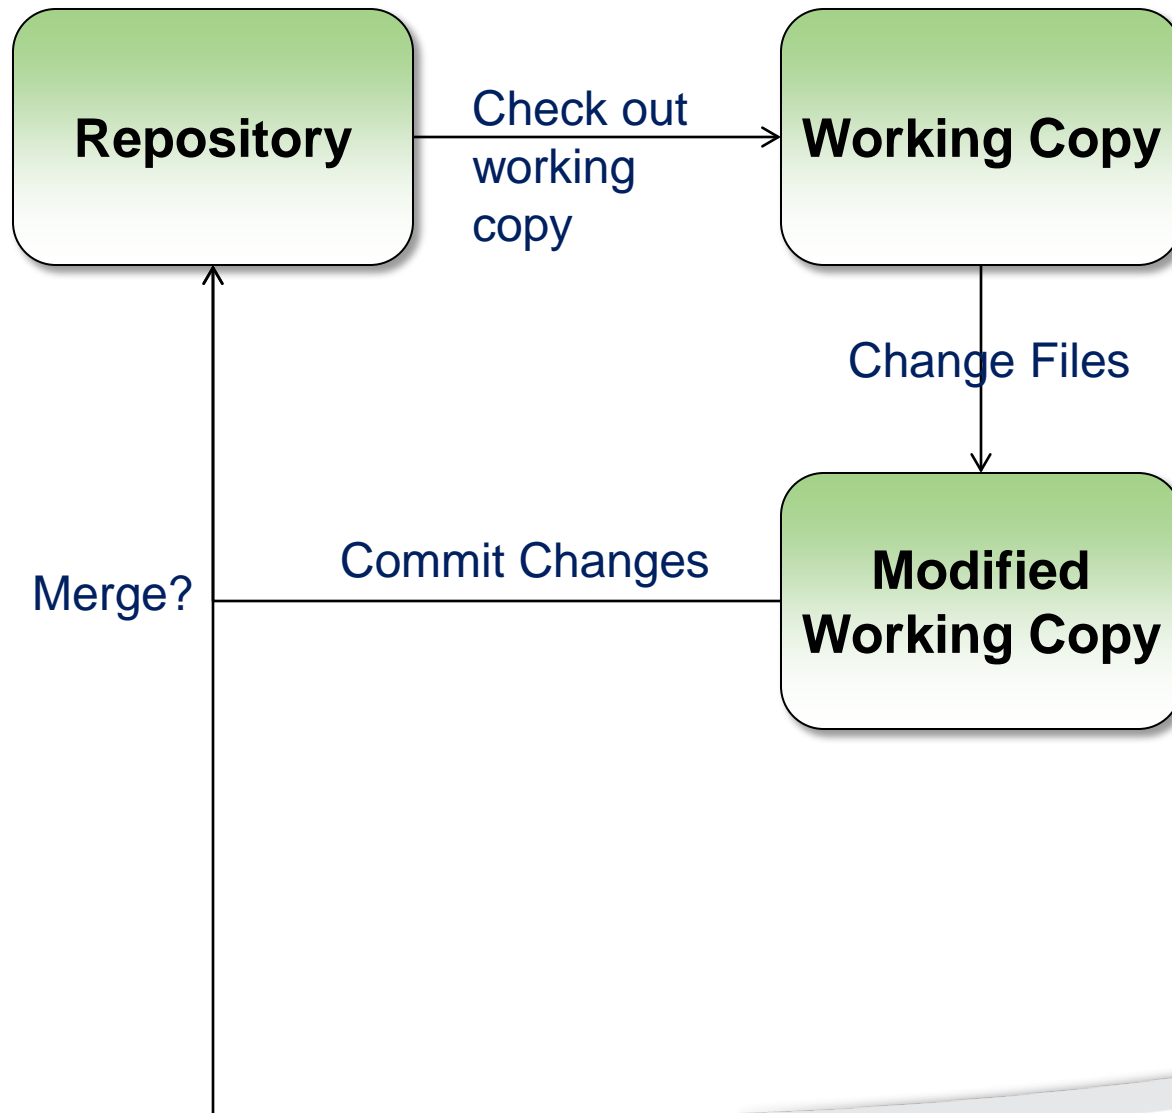 Repository
Check out
working
copy
Working Copy
Change Files
Merge?
Commit Changes
Modified
Working Copy